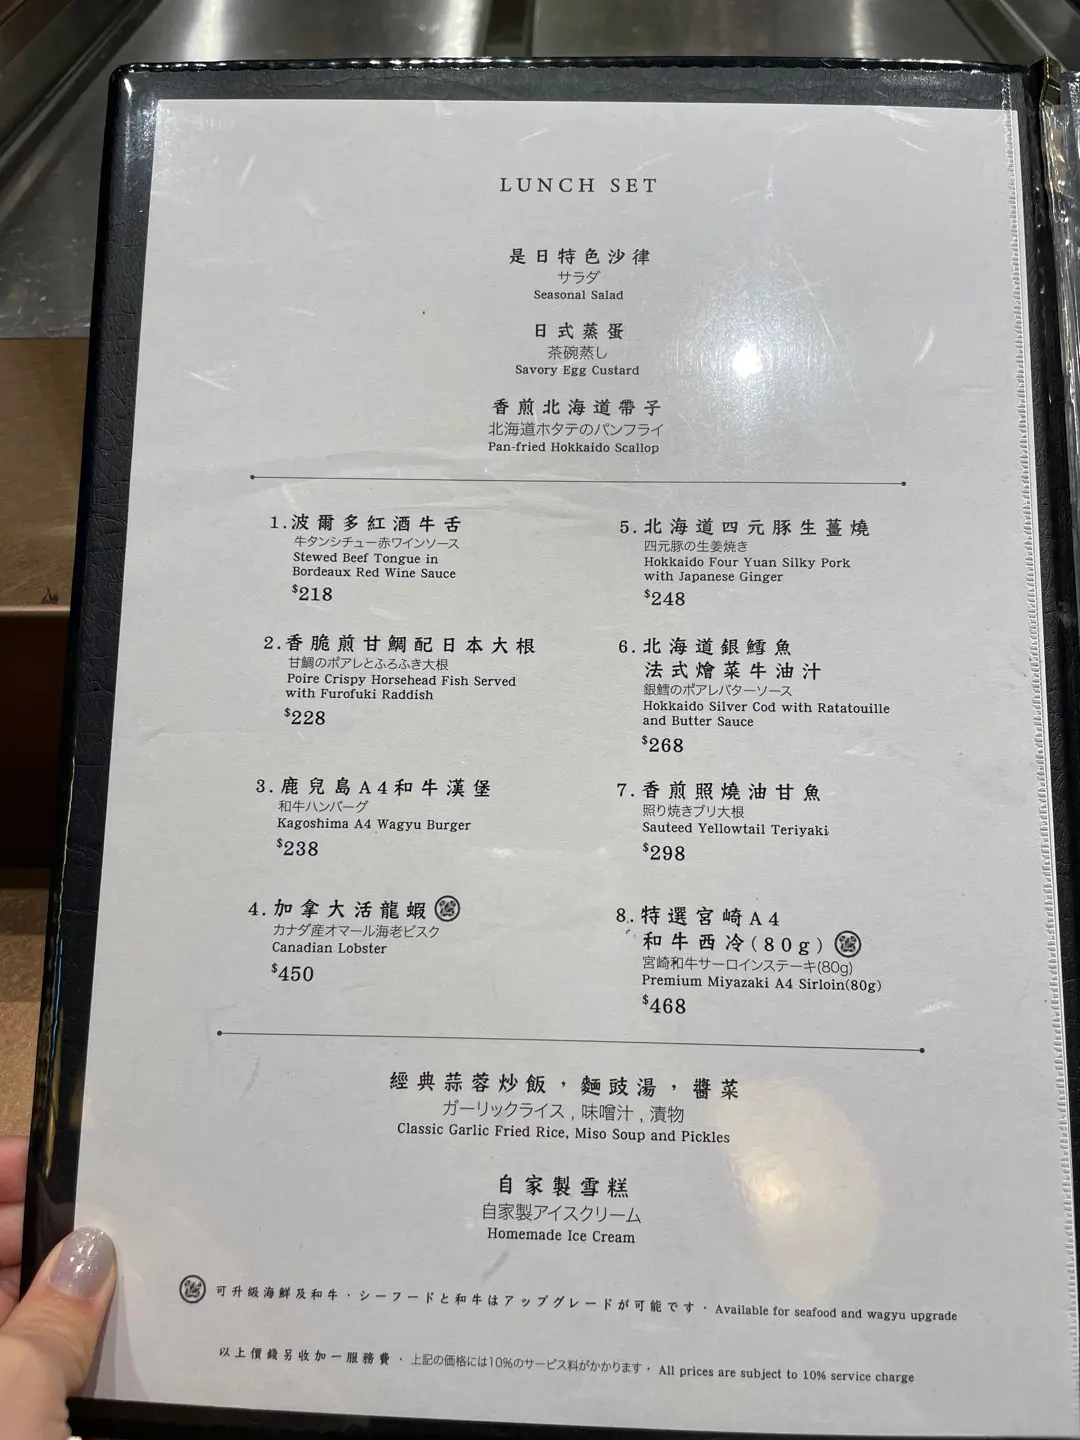 LUNCH SET
是日特色沙律
サラダ
Seasonal Salad
日式蒸蛋
茶碗蒸し
Savory Egg Custard
香煎北海道帶子
北海道ホタテのパンフライ
Pan-fried Hokkaido Scallop
1.波爾多紅酒牛舌
牛タンシチュー赤ワインソース
Stewed Beef Tongue in
Bordeaux Red Wine Sauce
$218
2.香脆煎甘鯛配日本大根
甘鯛のポアレとふろふき大根
Poire Crispy Horsehead Fish Served
with Furofuki Raddish
$228
3.鹿兒島A4和牛漢堡
和牛ハンバーグ
Kagoshima A4 Wagyu Burger
$238
4.加拿大活龍蝦
カナダ産オマール海老ビスク
Canadian Lobster
$450
5.北海道四元豚生薑燒
四元豚の生姜焼き
Hokkaido Four Yuan Silky Pork
with Japanese Ginger
$248
6.北海道銀鱈魚
法式燴菜牛油汁
銀鱈のポアレバターソース
Hokkaido Silver Cod with Ratatouille
and Butter Sauce
$268
7.香煎照燒油甘魚
照り焼きブリ大根
Sauteed Yellowtail Teriyaki
$298
8.特選宮崎A4
和牛西冷(80g)
宮崎和牛サーロインステーキ(80g)
Premium Miyazaki A4 Sirloin(80g)
$468
經典蒜蓉炒飯，麵豉湯，醬菜
ガーリックライス , 味噌汁 , 漬物
Classic Garlic Fried Rice, Miso Soup and Pickles
自家製雪糕
自家製アイスクリーム
Homemade Ice Cream
可升級海鮮及和牛・シーフードと和牛はアップグレードが可能です・Available for seafood and wagyu upgrade
以上價錢另收加一服務費・上記の価格には10%のサービス料がかかります・All prices are subject to 10% service charge